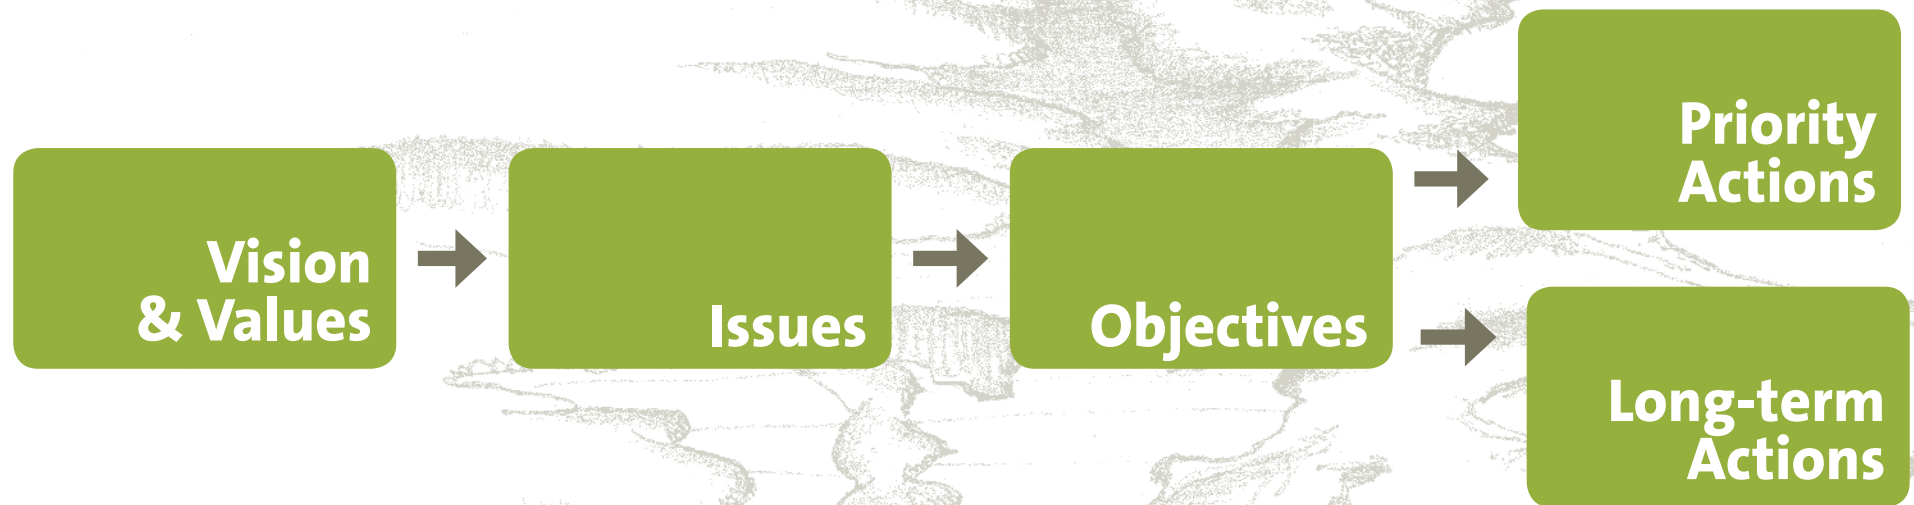 Vision
& Values
Issues
Objectives
Priority
Actions
Long-term
Actions